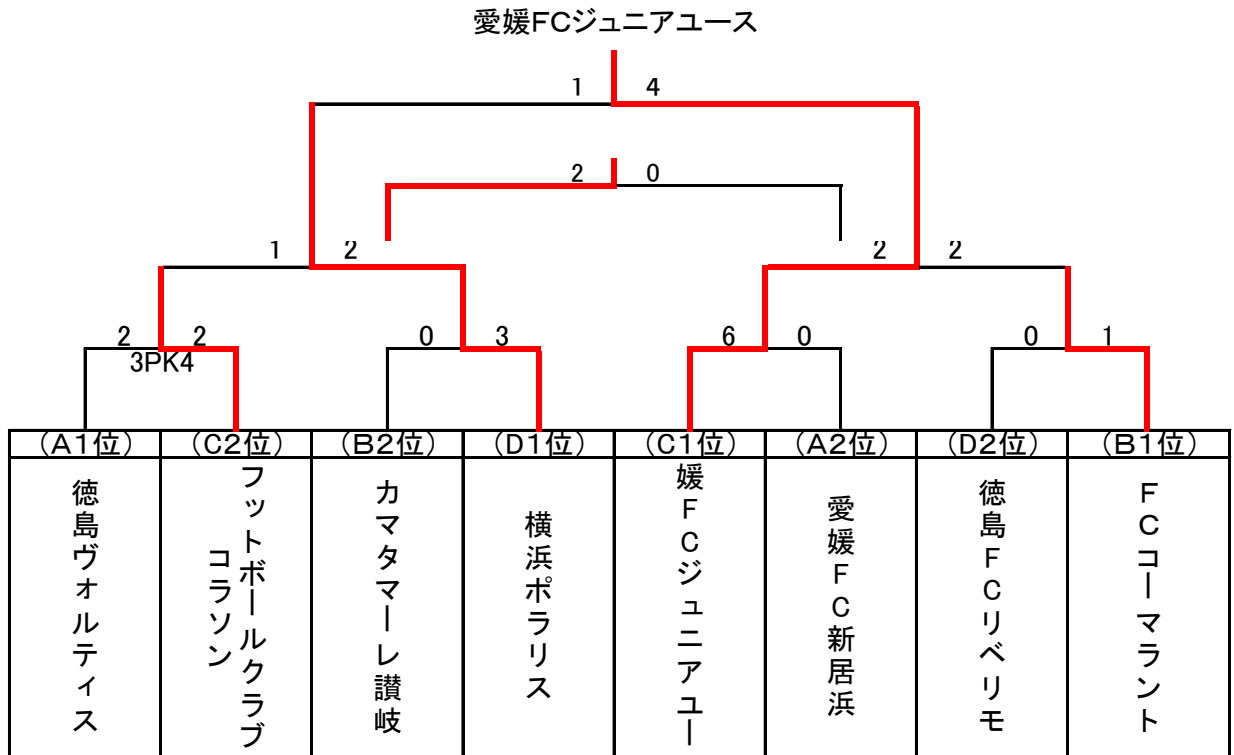 愛媛FCジュニアユース
1 4
2 0
1 2 2 2
2 2 0 3 6 0 0 1
3PK4
(A1位) (C2位) (B2位) (D1位) (C1位) (A2位) (D2位) (B1位)
徳島ヴォルティス
フットボールクラブ
コラソン
カマタマーレ讃岐
横浜ポラリス
媛FCジュニアユー
愛媛FC新居浜
徳島FCリベリモ
FCコーマラント